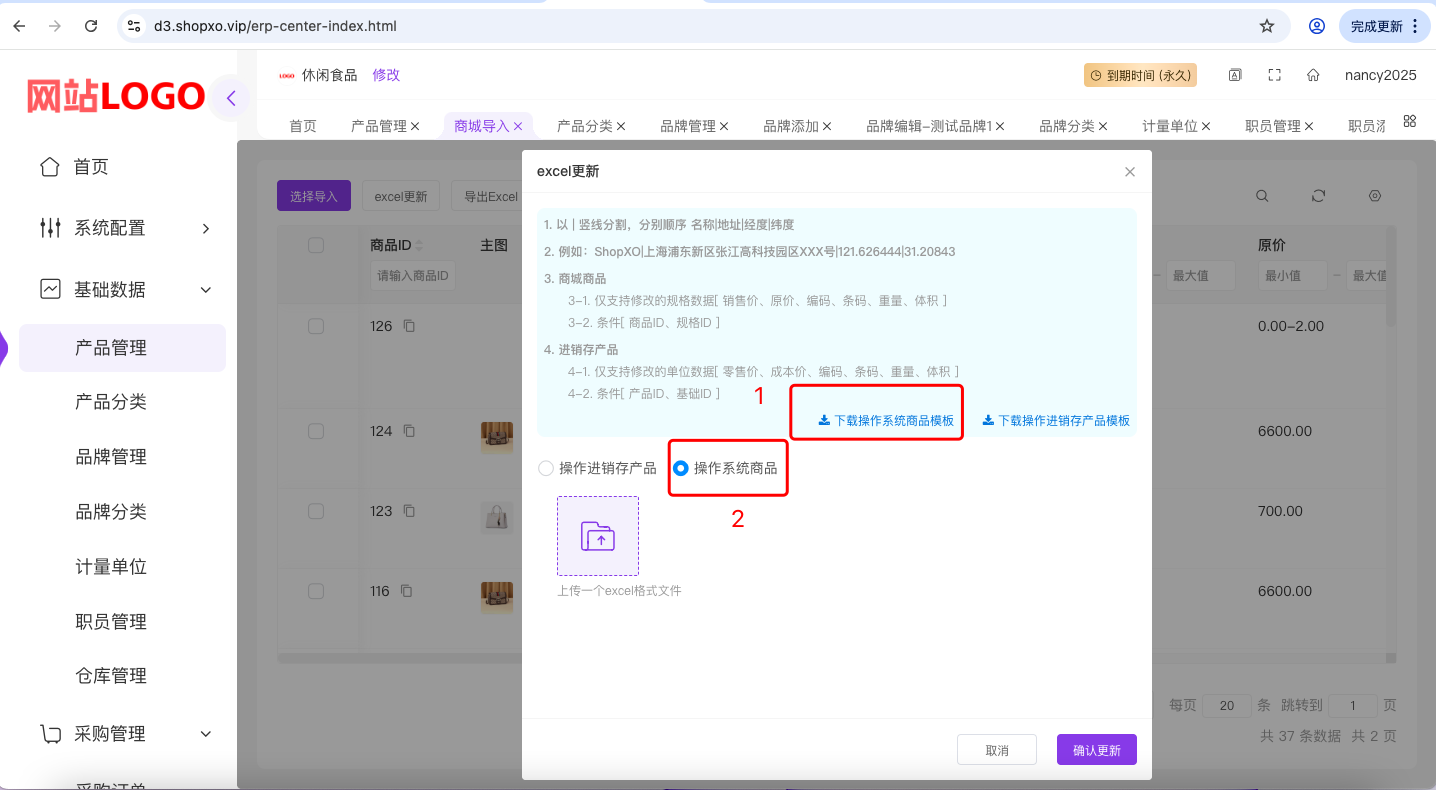 d3.shopxo.vip/erp-center-index.html
完成更新
网站LOGO
LOGO 休闲食品 修改
到期时间 (永久)
nancy2025
首页 产品管理 商城导入 产品分类 品牌管理 品牌添加 品牌编辑-测试品牌1 品牌分类 计量单位 职员管理 职员添
首页
系统配置
基础数据
产品管理
产品分类
品牌管理
品牌分类
计量单位
职员管理
仓库管理
采购管理
采购订单
选择导入 excel更新 导出Excel
商品ID 主图 原价
请输入商品ID – 最大值 最小值 – 最大值
126 0.00-2.00
124 6600.00
123 700.00
116 6600.00
每页 20 条 跳转到 1 页
共 37 条数据 共 2 页
excel更新
1. 以 | 竖线分割，分别顺序 名称|地址|经度|纬度
2. 例如：ShopXO|上海浦东新区张江高科技园区XXX号|121.626444|31.20843
3. 商城商品
3-1. 仅支持修改的规格数据[ 销售价、原价、编码、条码、重量、体积 ]
3-2. 条件[ 商品ID、规格ID ]
4. 进销存产品
4-1. 仅支持修改的单位数据[ 零售价、成本价、编码、条码、重量、体积 ]
4-2. 条件[ 产品ID、基础ID ]
1
下载操作系统商品模板 下载操作进销存产品模板
操作进销存产品 操作系统商品
2
上传一个excel格式文件
取消 确认更新